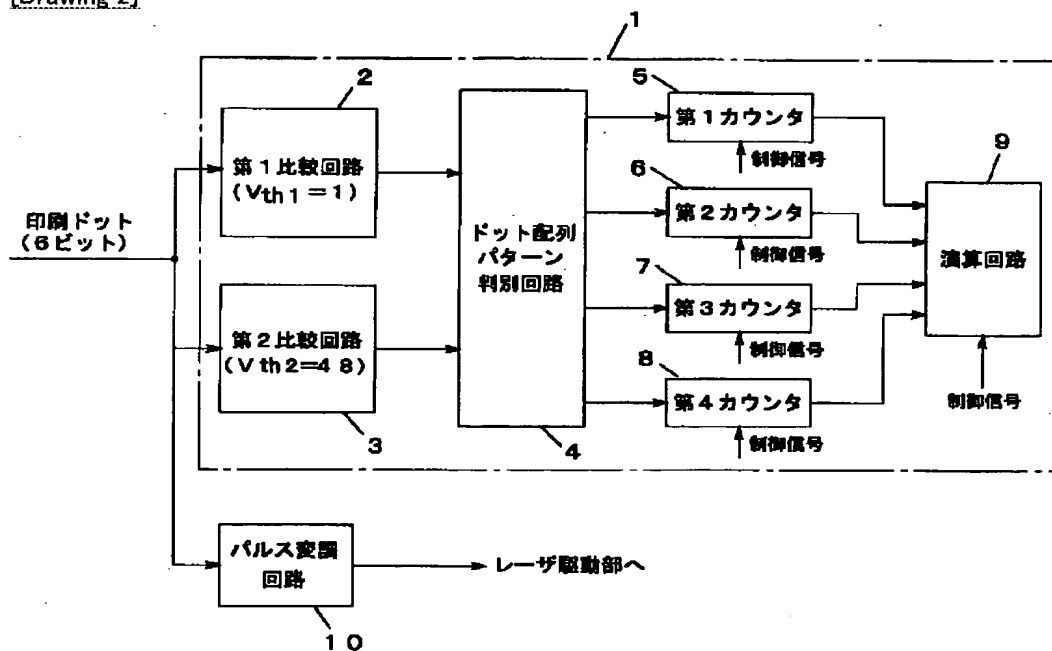 [Drawing 2]
1
2
第1比較回路
(Vth1=1)
印刷ドット
(6ビット)
第2比較回路
(Vth2=48)
3
ドット配列
パターン
判別回路
4
5
第1カウンタ
制御信号
6
第2カウンタ
制御信号
7
第3カウンタ
制御信号
8
第4カウンタ
制御信号
9
演算回路
制御信号
パルス変調
回路
レーザ駆動部へ
10